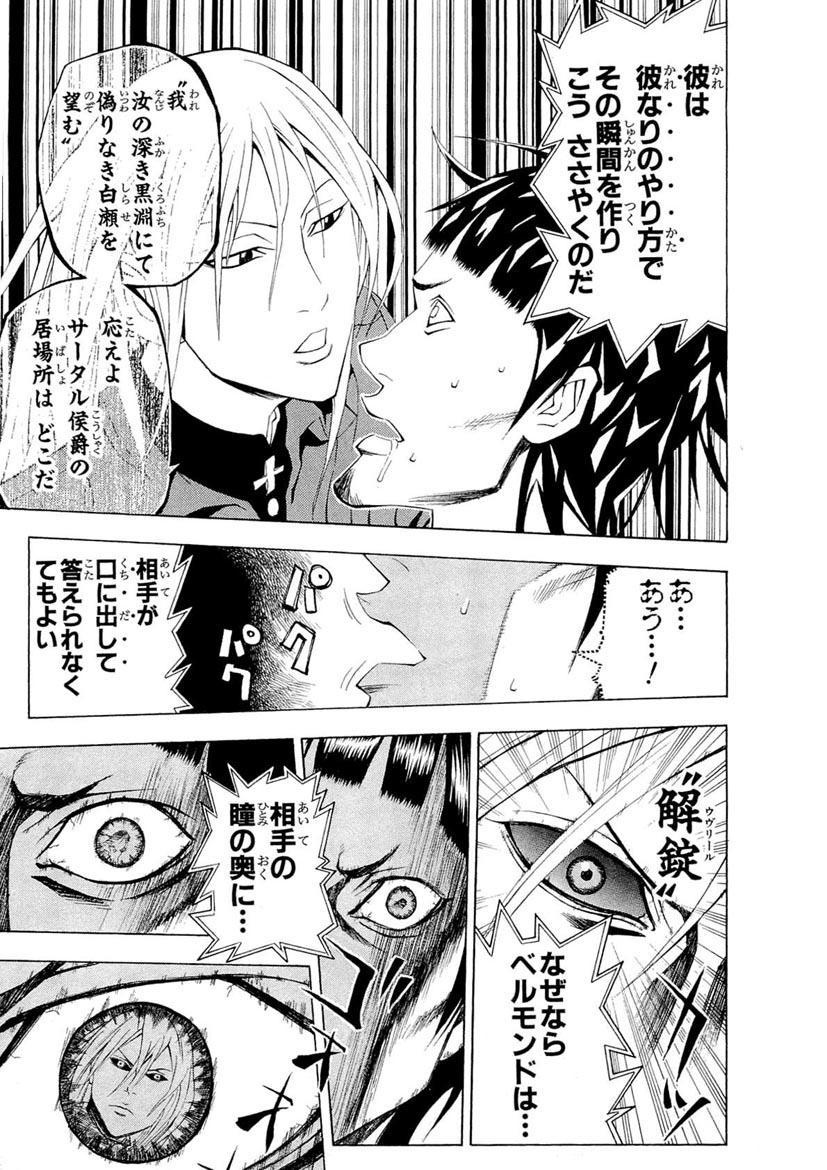 彼は
彼なりのやり方で
その瞬間を作り
こう ささやくのだ
“我
汝の深き黒淵にて
偽りなき白瀬を
望む”
応えよ
サータル侯爵の
居場所は どこだ
あ…
あう…!
パク
パク
相手が
口に出して
答えられなく
てもよい
“解錠”
ウヴリール
なぜなら
ベルモンドは…
相手の
瞳の奥に…